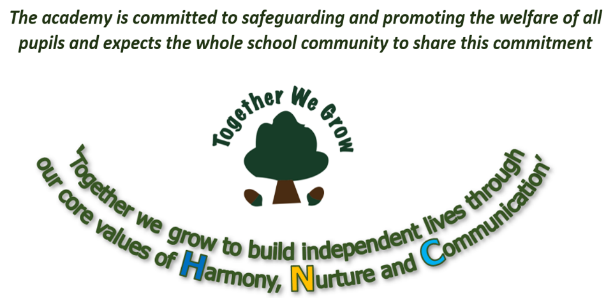 The academy is committed to safeguarding and promoting the welfare of all
pupils and expects the whole school community to share this commitment
Together We Grow
'Together we grow to build independent lives through
our core values of Harmony, Nurture and Communication'